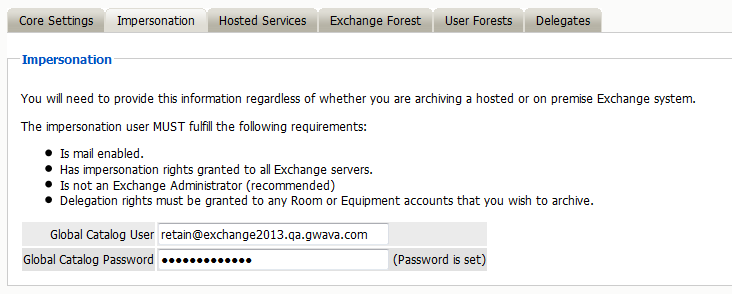 Core Settings Impersonation Hosted Services Exchange Forest User Forests Delegates
Impersonation
You will need to provide this information regardless of whether you are archiving a hosted or on premise Exchange system.
The impersonation user MUST fulfill the following requirements:
● Is mail enabled.
● Has impersonation rights granted to all Exchange servers.
● Is not an Exchange Administrator (recommended)
● Delegation rights must be granted to any Room or Equipment accounts that you wish to archive.
Global Catalog User retain@exchange2013.qa.gwava.com
Global Catalog Password ●●●●●●●●●●●●● (Password is set)